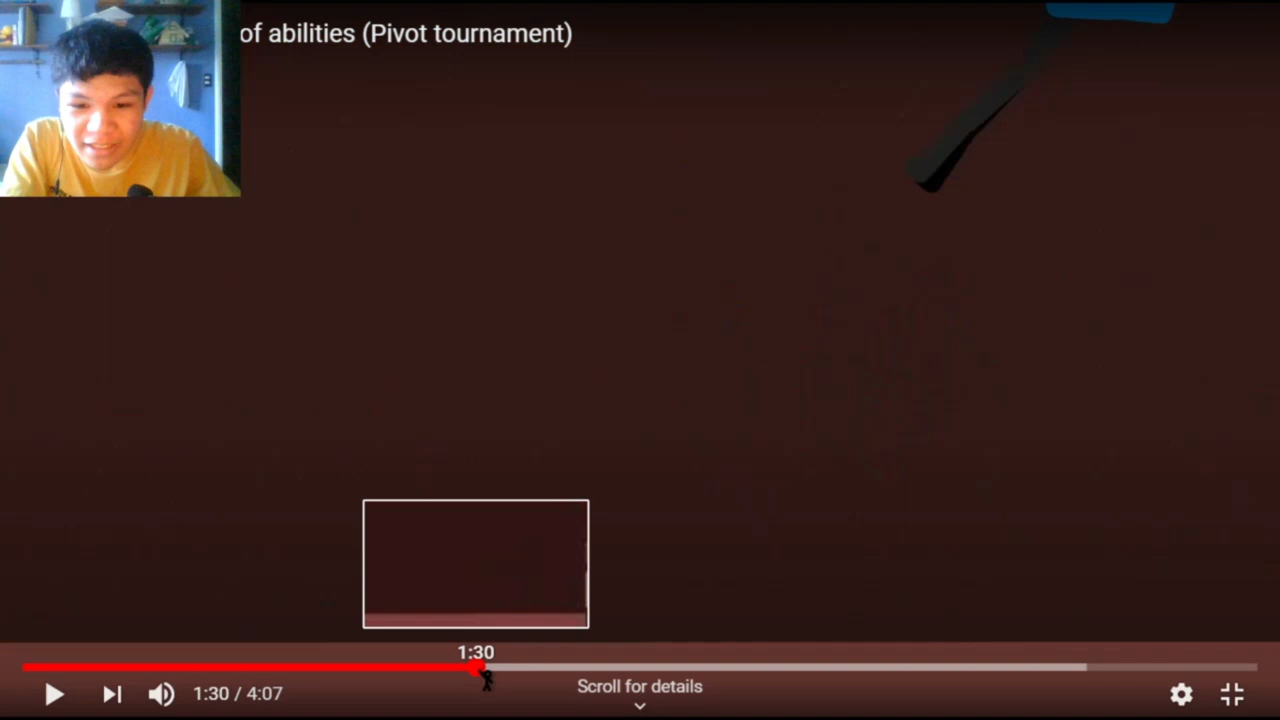 of abilities (Pivot tournament)
1:30
1:30 / 4:07
Scroll for details